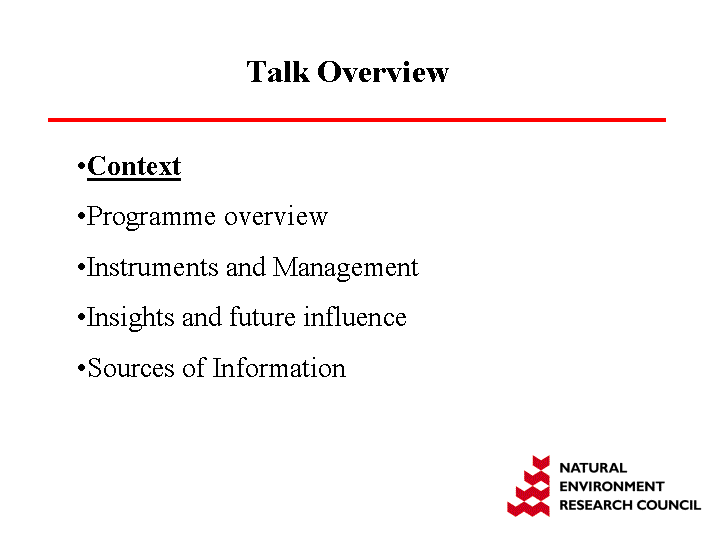 Talk Overview
•Context
•Programme overview
•Instruments and Management
•Insights and future influence
•Sources of Information
NATURAL
ENVIRONMENT
RESEARCH COUNCIL